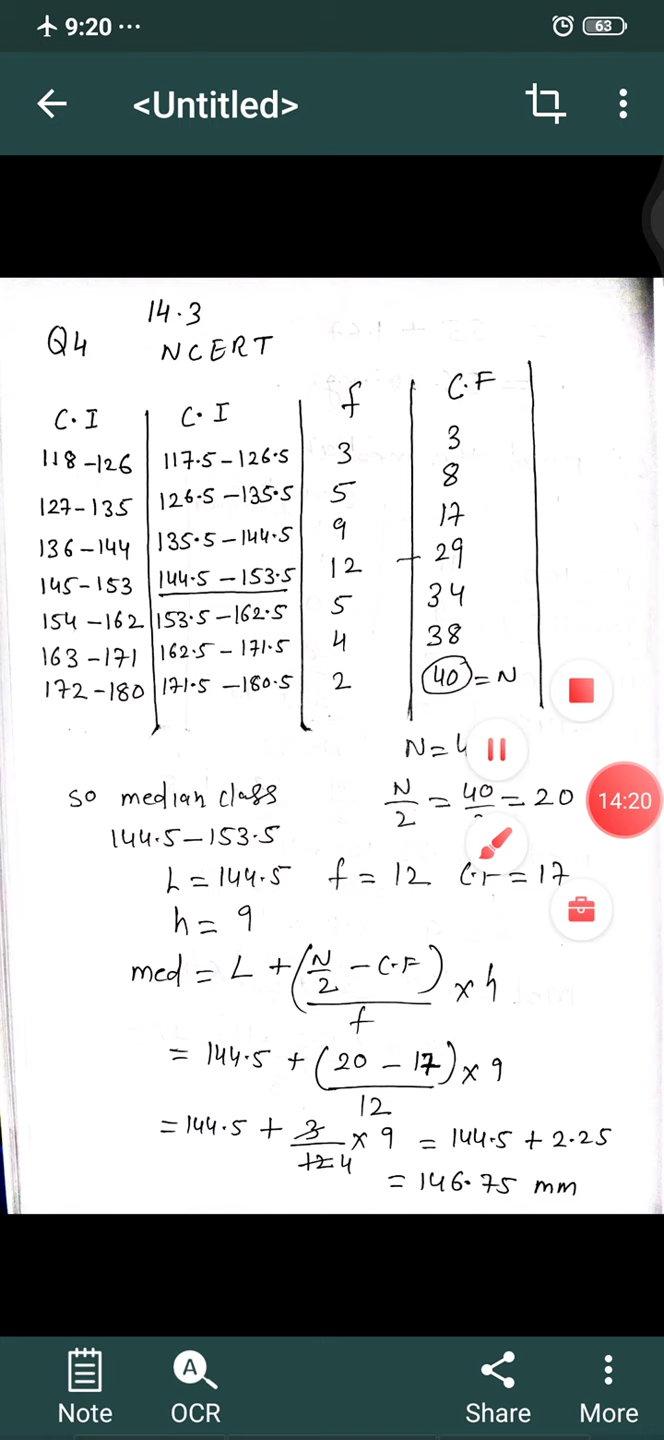 9:20 ...
63
<Untitled>
14.3
Q4 NCERT
C.I C.I f C.F
118-126 117.5-126.5 3 3
127-135 126.5-135.5 5 8
136-144 135.5-144.5 9 17
145-153 144.5-153.5 12 29
154-162 153.5-162.5 5 34
163-171 162.5-171.5 4 38
172-180 171.5-180.5 2 40=N
N=4
so median class N/2 = 40/ = 20
14:20
144.5-153.5
L=144.5 f=12 =17
h=9
med = L + (N/2 - C.F)/f × h
= 144.5 + (20-17)/12 × 9
=144.5 + 3/12 4 × 9 = 144.5 + 2.25
= 146.75 mm
A
Note OCR Share More